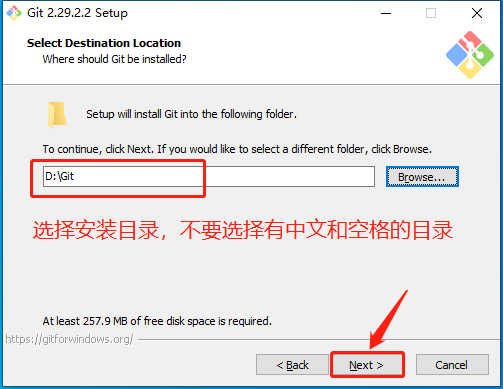 Git 2.29.2.2 Setup
Select Destination Location
Where should Git be installed?
Setup will install Git into the following folder.
To continue, click Next. If you would like to select a different folder, click Browse.
D:\Git
Browse...
选择安装目录，不要选择有中文和空格的目录
At least 257.9 MB of free disk space is required.
https://gitforwindows.org/
< Back
Next >
Cancel